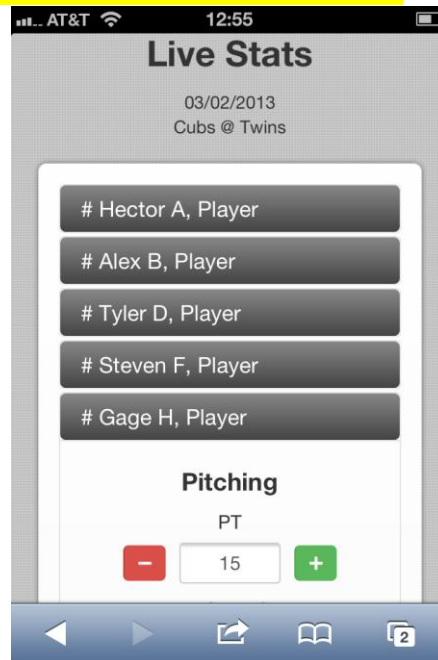 AT&T 12:55
Live Stats
03/02/2013
Cubs @ Twins
# Hector A, Player
# Alex B, Player
# Tyler D, Player
# Steven F, Player
# Gage H, Player
Pitching
PT
− 15 +
2